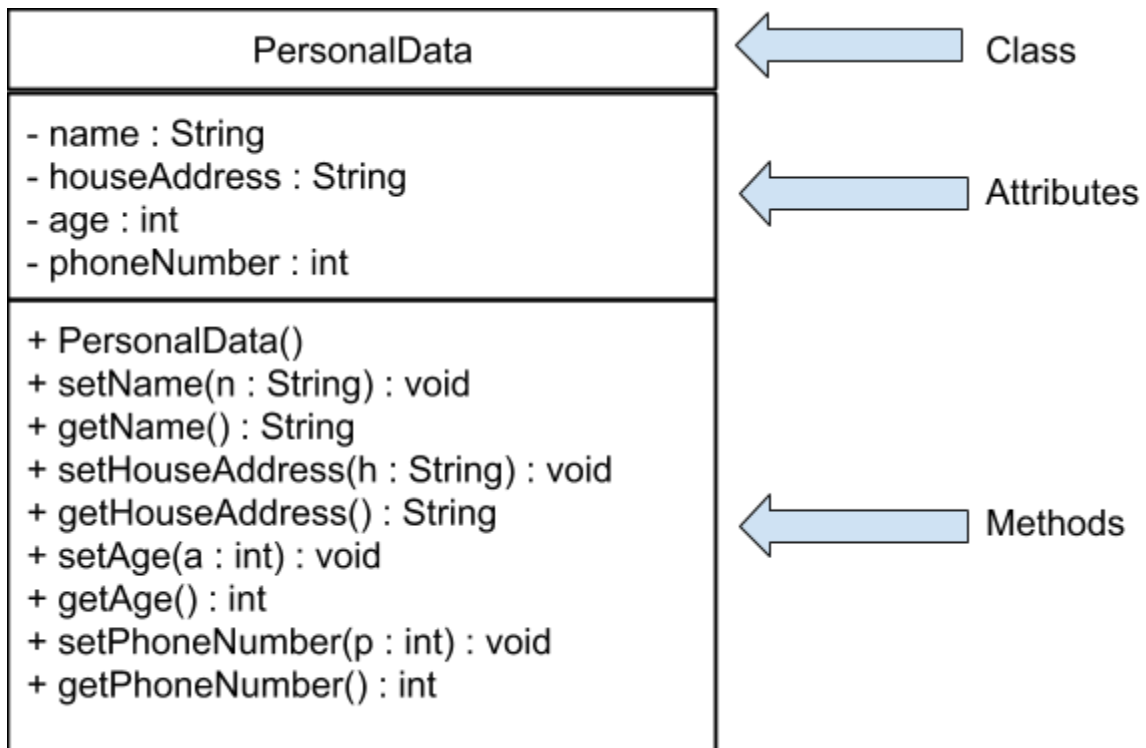 PersonalData
Class
- name : String
- houseAddress : String
- age : int
- phoneNumber : int
Attributes
+ PersonalData()
+ setName(n : String) : void
+ getName() : String
+ setHouseAddress(h : String) : void
+ getHouseAddress() : String
+ setAge(a : int) : void
+ getAge() : int
+ setPhoneNumber(p : int) : void
+ getPhoneNumber() : int
Methods